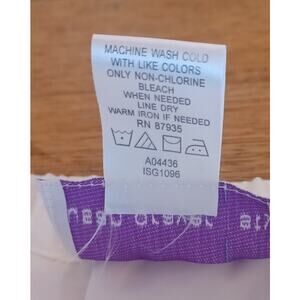 MACHINE WASH COLD
WITH LIKE COLORS
ONLY NON-CHLORINE
BLEACH
WHEN NEEDED
LINE DRY
WARM IRON IF NEEDED
RN 87935
A04436
ISG1096